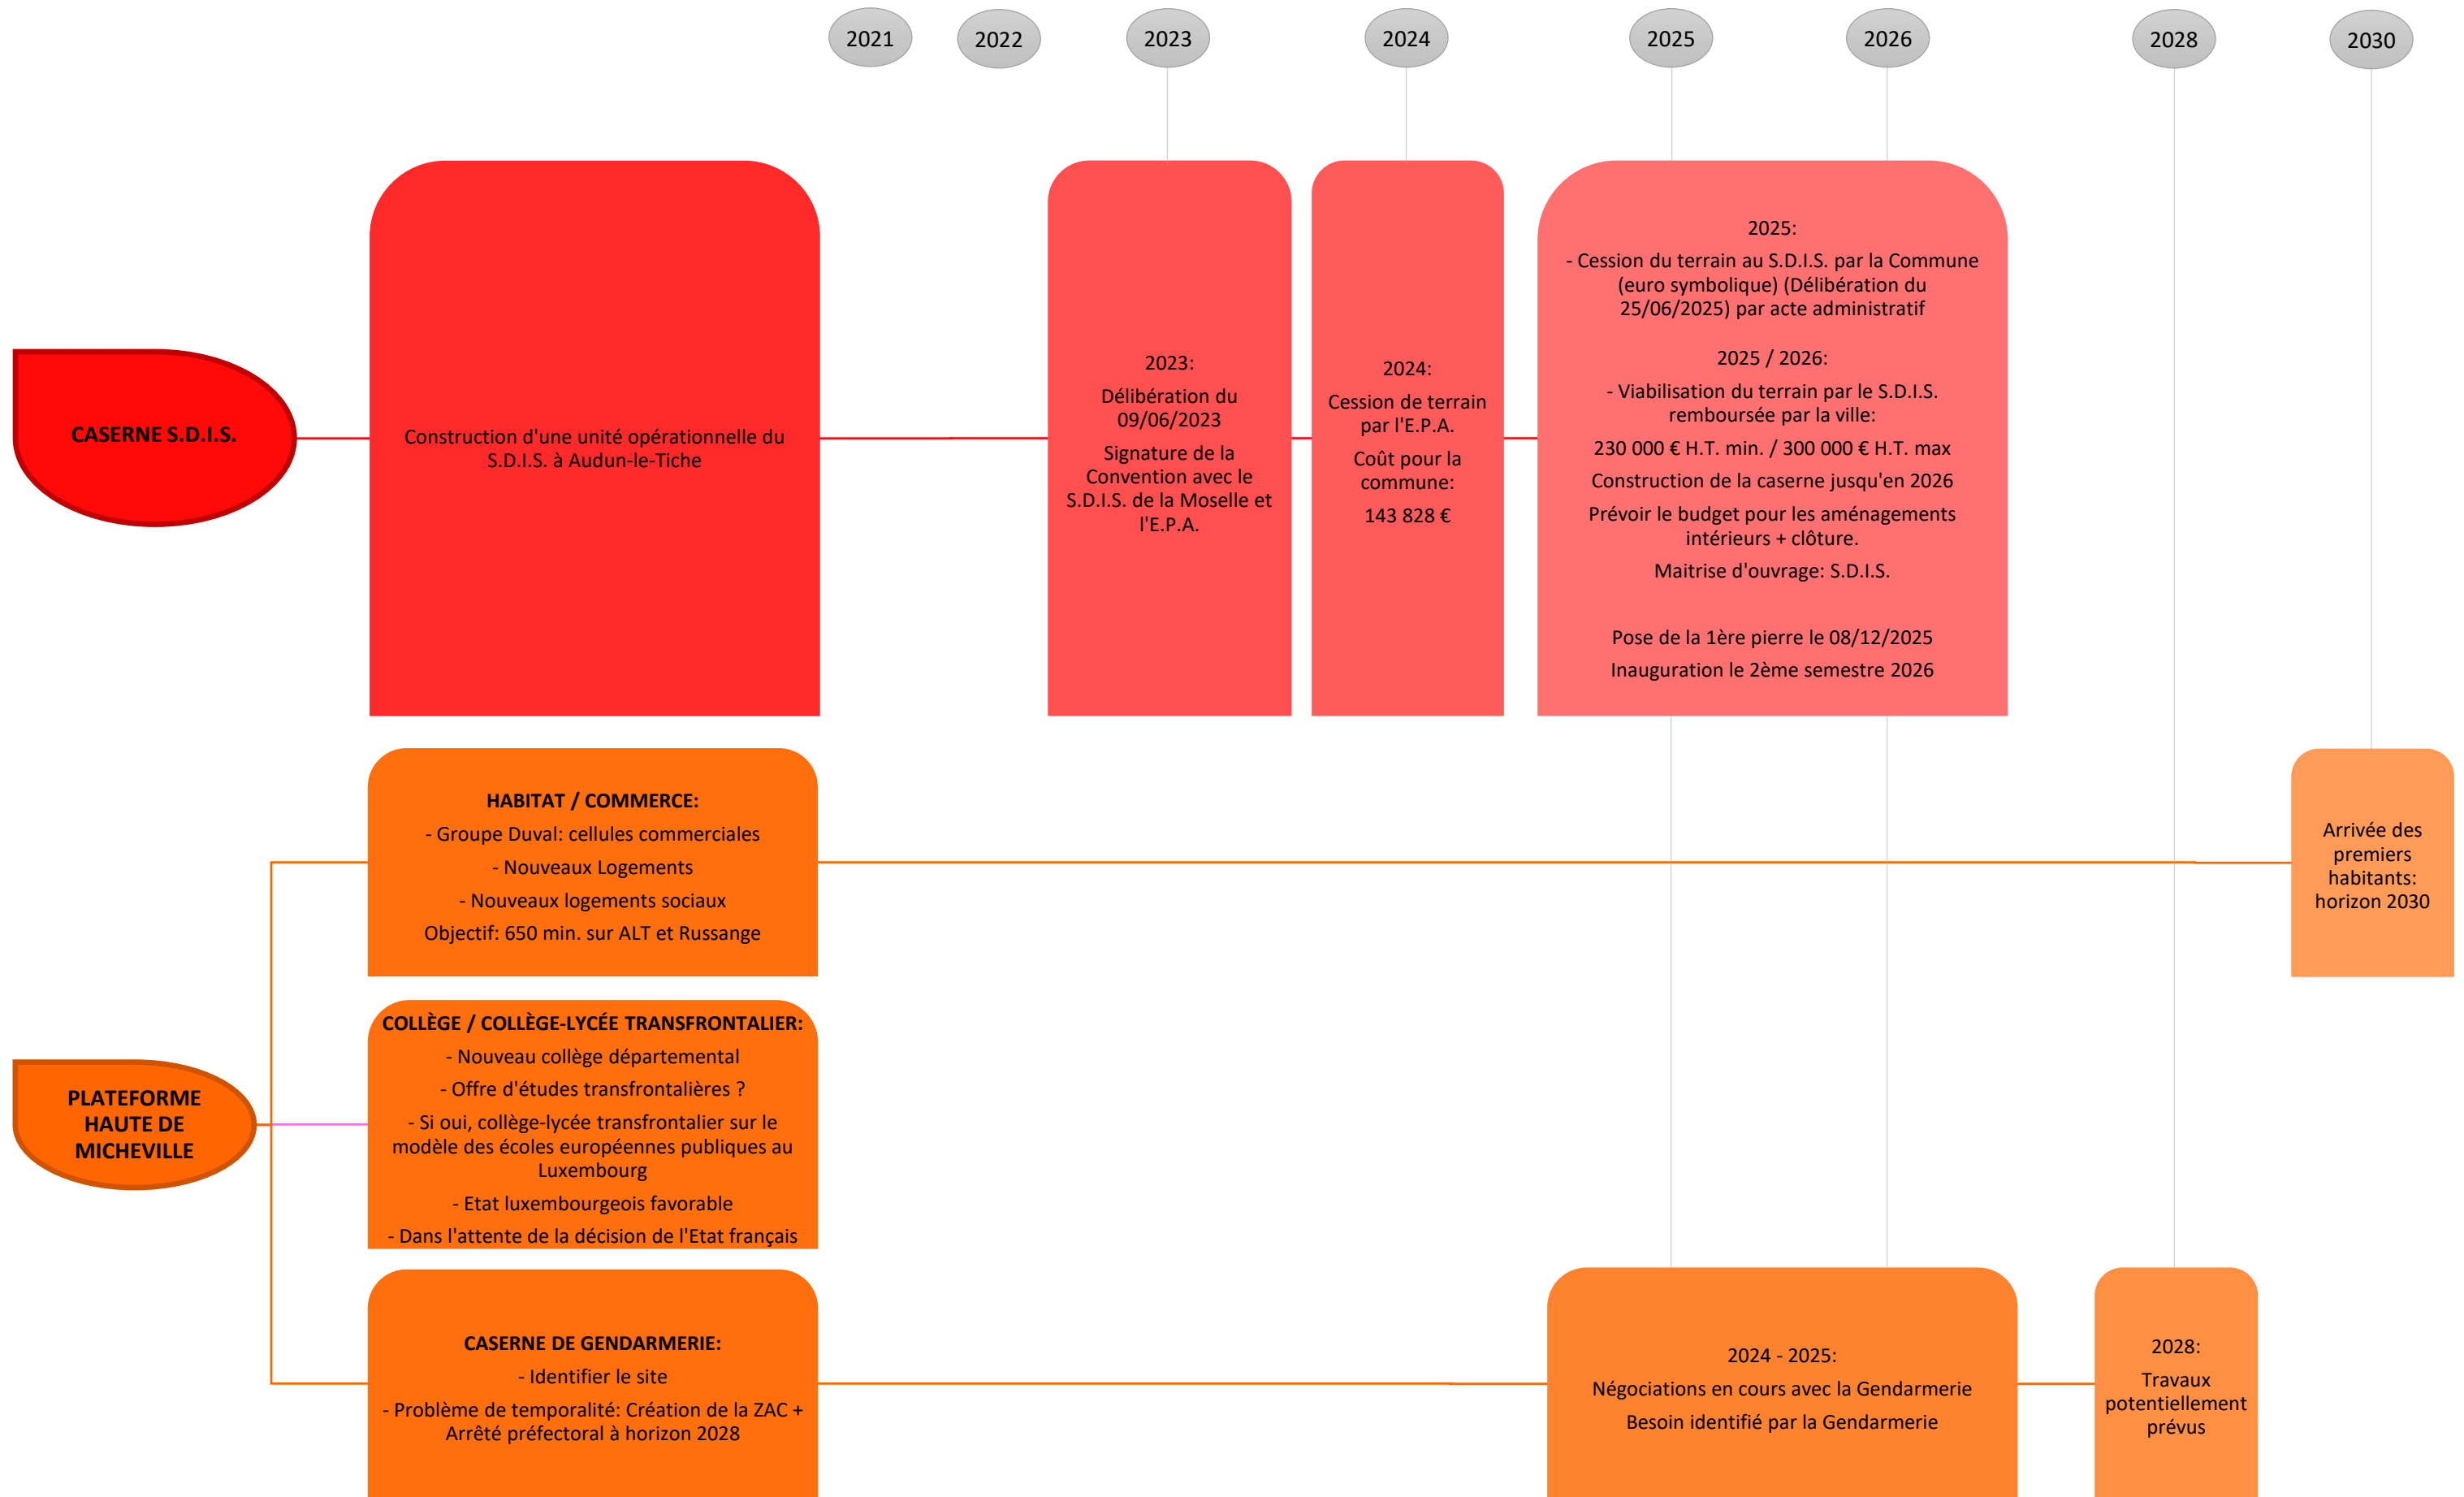 2021
2022
2023
2024
2025
2026
2028
2030
CASERNE S.D.I.S.
Construction d'une unité opérationnelle du
S.D.I.S. à Audun-le-Tiche
2023:
Délibération du
09/06/2023
Signature de la
Convention avec le
S.D.I.S. de la Moselle et
l'E.P.A.
2024:
Cession de terrain
par l'E.P.A.
Coût pour la
commune:
143 828 €
2025:
- Cession du terrain au S.D.I.S. par la Commune
(euro symbolique) (Délibération du
25/06/2025) par acte administratif
2025 / 2026:
- Viabilisation du terrain par le S.D.I.S.
remboursée par la ville:
230 000 € H.T. min. / 300 000 € H.T. max
Construction de la caserne jusqu'en 2026
Prévoir le budget pour les aménagements
intérieurs + clôture.
Maitrise d'ouvrage: S.D.I.S.
Pose de la 1ère pierre le 08/12/2025
Inauguration le 2ème semestre 2026
PLATEFORME
HAUTE DE
MICHEVILLE
HABITAT / COMMERCE:
- Groupe Duval: cellules commerciales
- Nouveaux Logements
- Nouveaux logements sociaux
Objectif: 650 min. sur ALT et Russange
Arrivée des
premiers
habitants:
horizon 2030
COLLÈGE / COLLÈGE-LYCÉE TRANSFRONTALIER:
- Nouveau collège départemental
- Offre d'études transfrontalières ?
- Si oui, collège-lycée transfrontalier sur le
modèle des écoles européennes publiques au
Luxembourg
- Etat luxembourgeois favorable
- Dans l'attente de la décision de l'Etat français
CASERNE DE GENDARMERIE:
- Identifier le site
- Problème de temporalité: Création de la ZAC +
Arrêté préfectoral à horizon 2028
2024 - 2025:
Négociations en cours avec la Gendarmerie
Besoin identifié par la Gendarmerie
2028:
Travaux
potentiellement
prévus